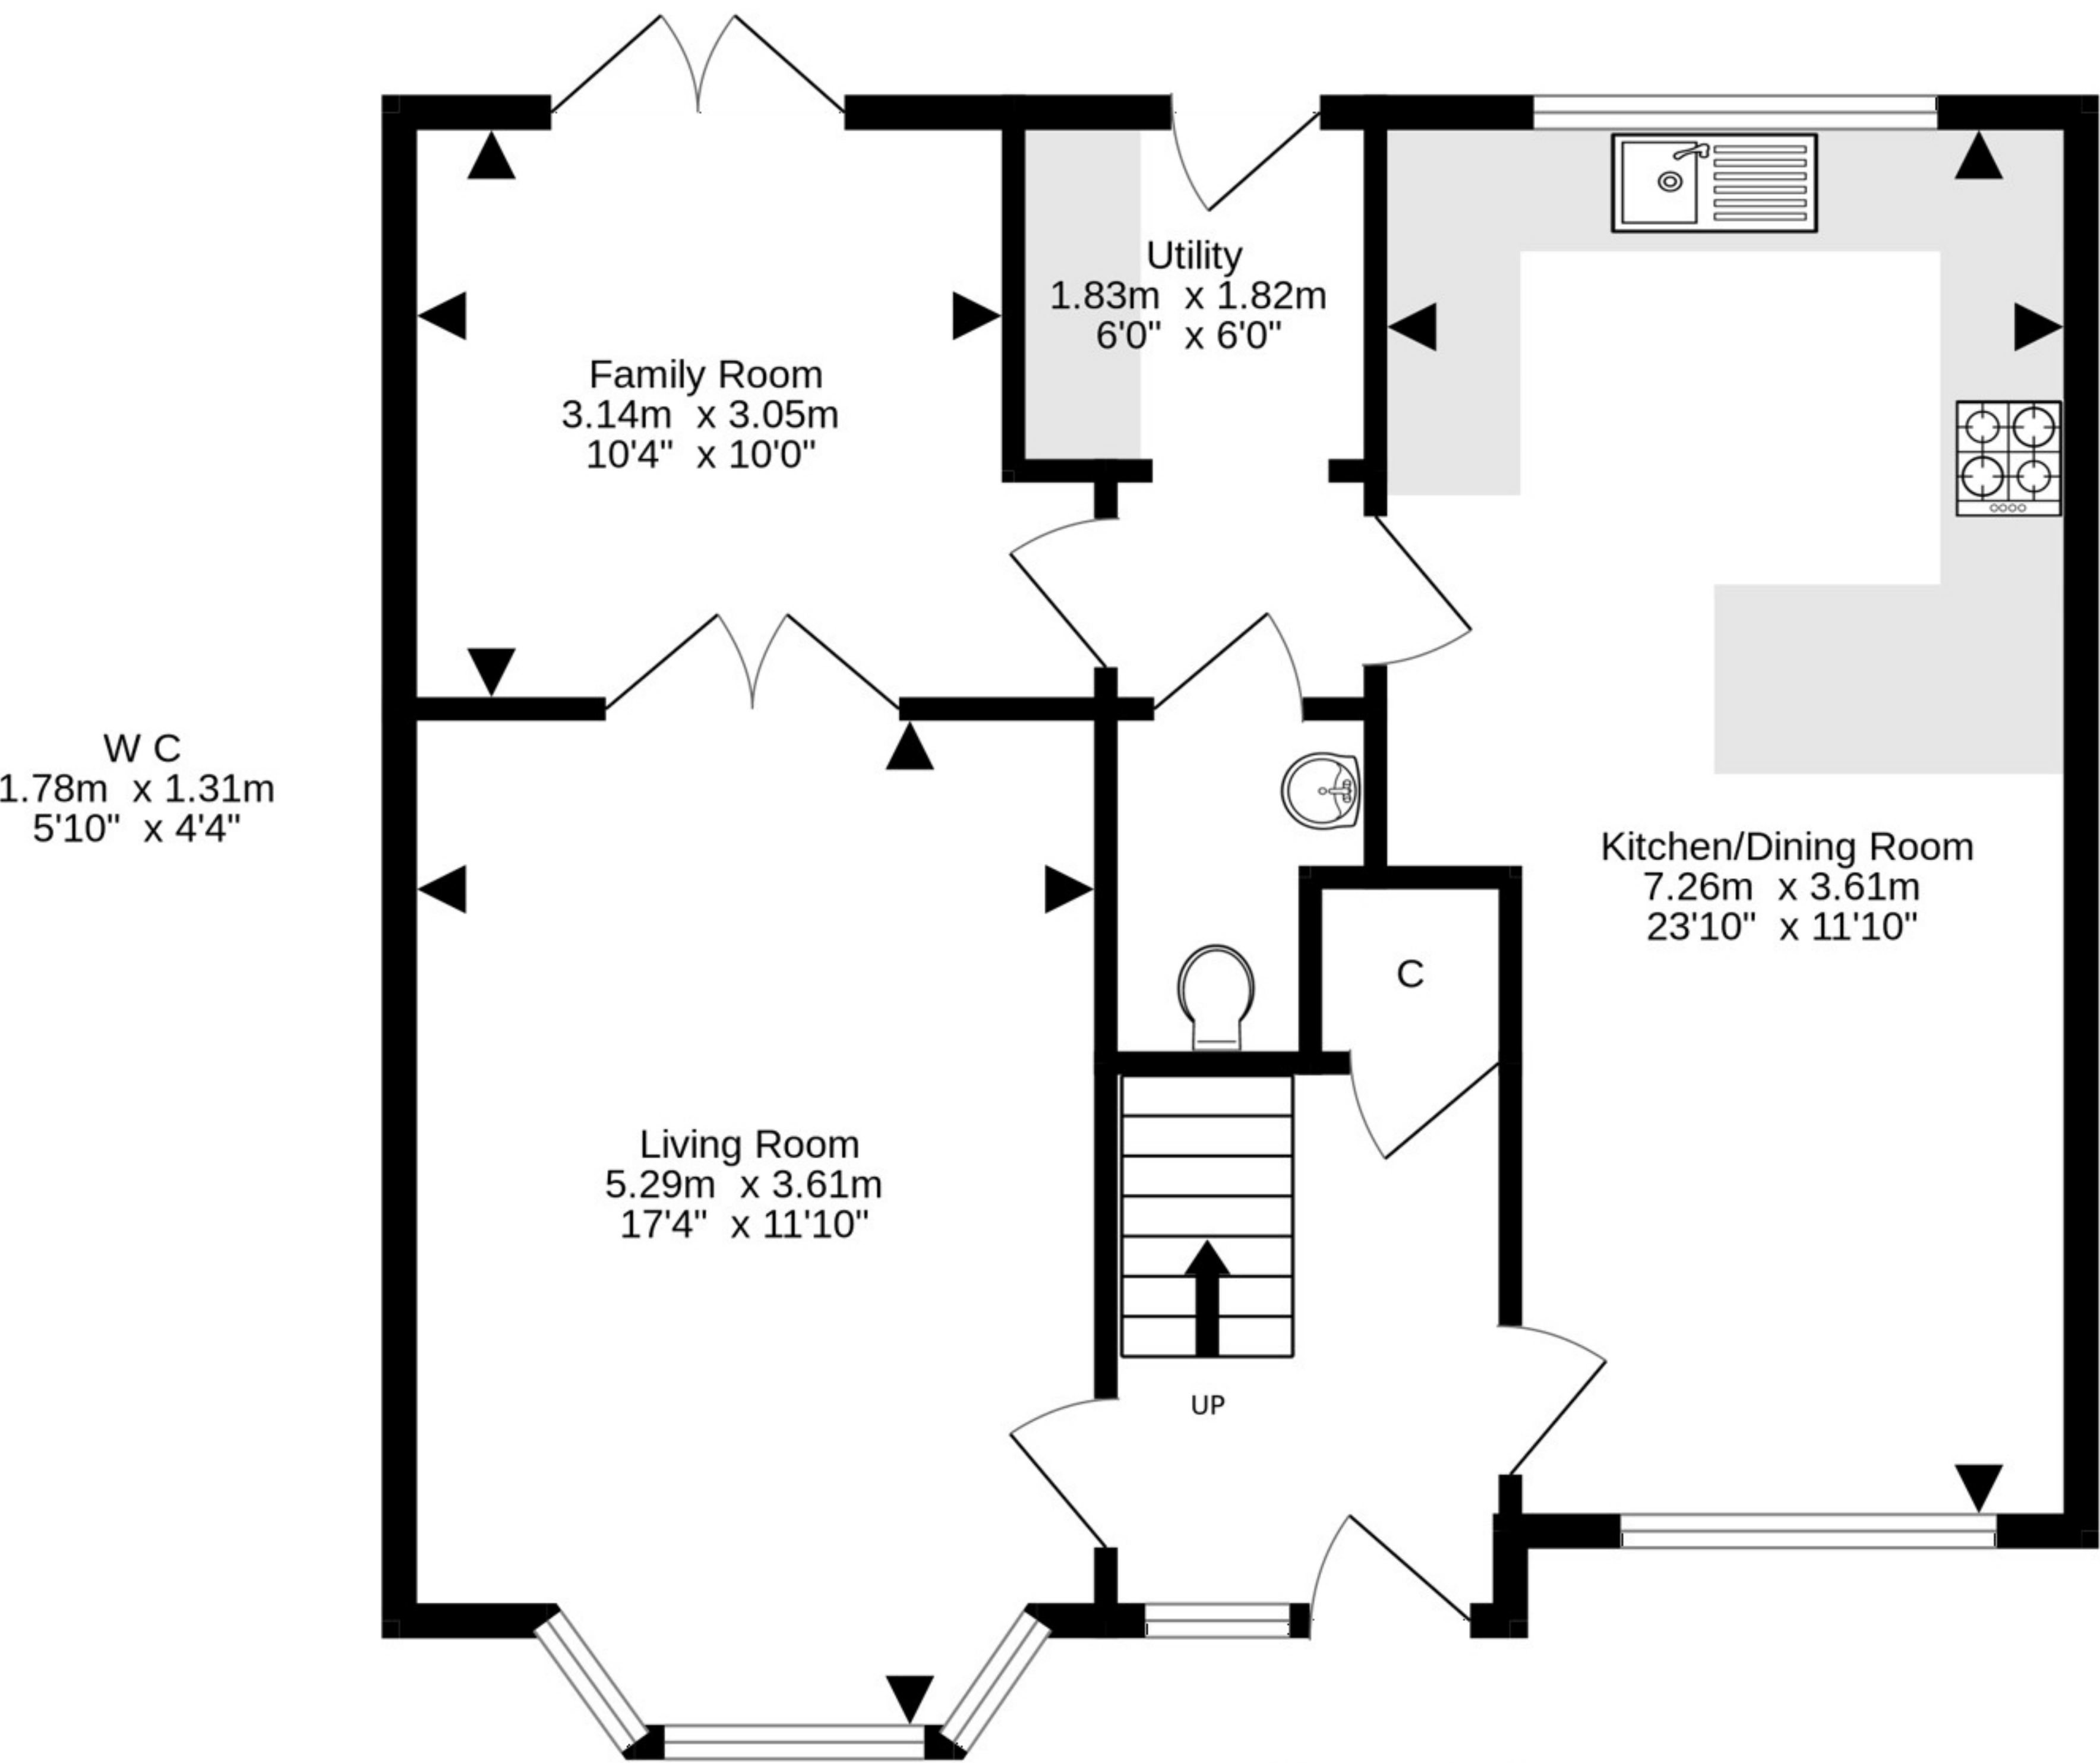 Utility
1.83m x 1.82m
6'0" x 6'0"
Family Room
3.14m x 3.05m
10'4" x 10'0"
W C
1.78m x 1.31m
5'10" x 4'4"
Kitchen/Dining Room
7.26m x 3.61m
23'10" x 11'10"
C
Living Room
5.29m x 3.61m
17'4" x 11'10"
UP